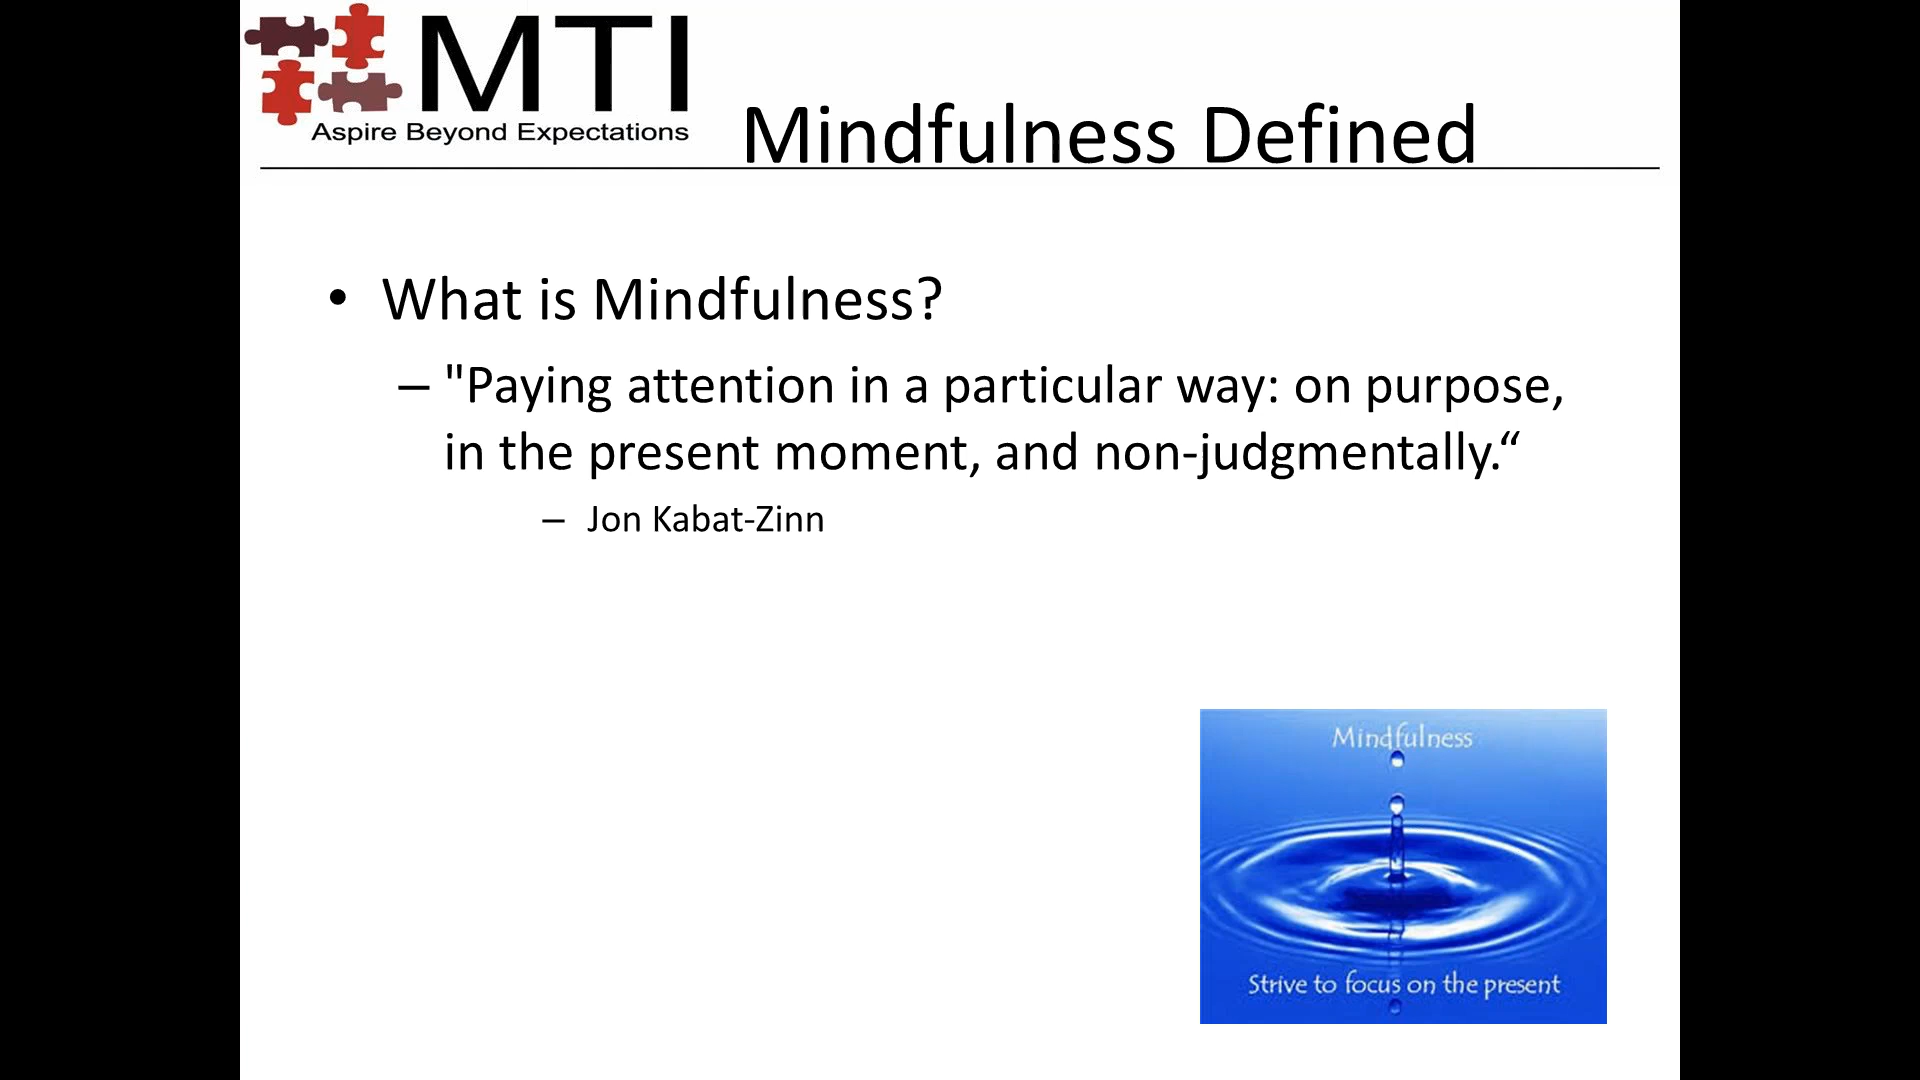 MTI
Aspire Beyond Expectations
Mindfulness Defined
• What is Mindfulness?
– "Paying attention in a particular way: on purpose,
in the present moment, and non-judgmentally.“
– Jon Kabat-Zinn
Mindfulness
Strive to focus on the present